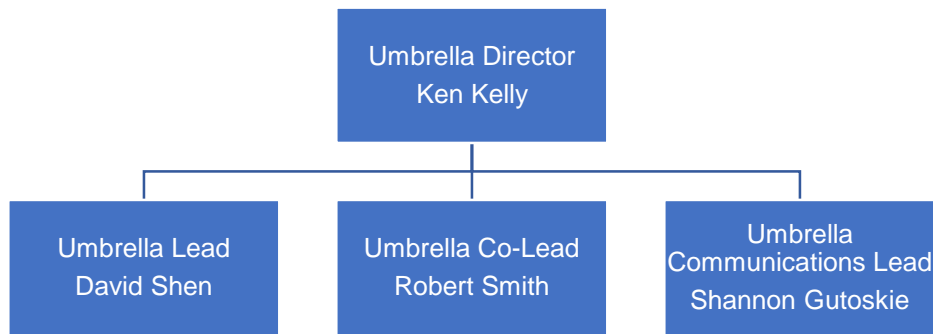 Umbrella Director
Ken Kelly
Umbrella Lead
David Shen
Umbrella Co-Lead
Robert Smith
Umbrella
Communications Lead
Shannon Gutoskie